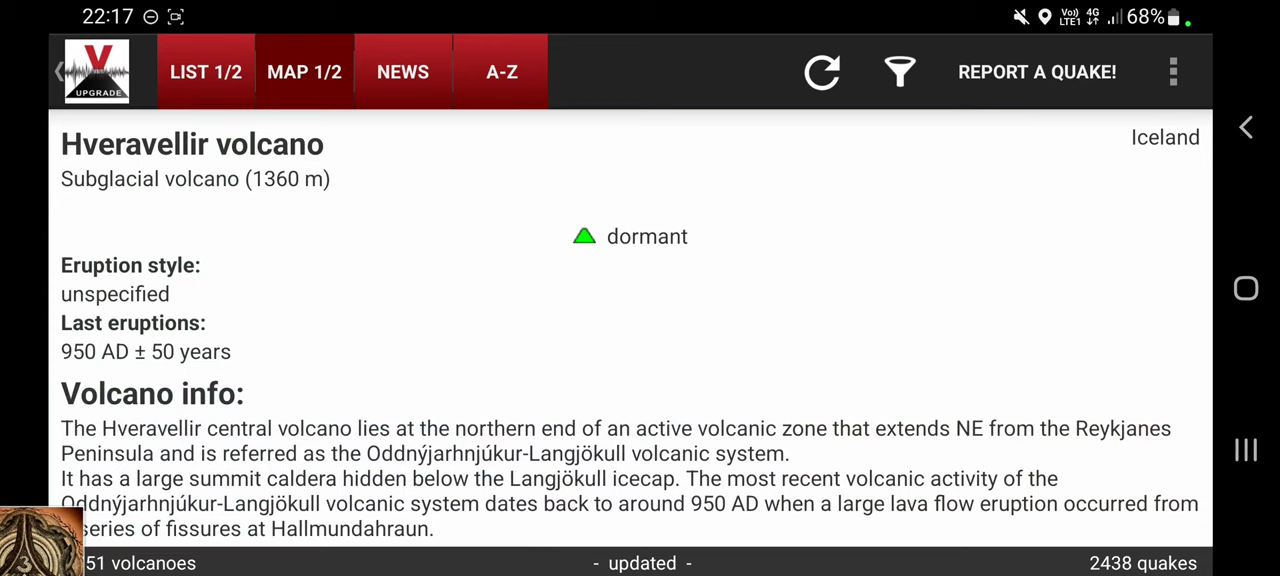 22:17
Vo)) LTE1 4G 68%
V UPGRADE LIST 1/2 MAP 1/2 NEWS A-Z REPORT A QUAKE!
Hveravellir volcano
Iceland
Subglacial volcano (1360 m)
dormant
Eruption style:
unspecified
Last eruptions:
950 AD ± 50 years
Volcano info:
The Hveravellir central volcano lies at the northern end of an active volcanic zone that extends NE from the Reykjanes
Peninsula and is referred as the Oddnýjarhnjúkur-Langjökull volcanic system.
It has a large summit caldera hidden below the Langjökull icecap. The most recent volcanic activity of the
Oddnýjarhnjúkur-Langjökull volcanic system dates back to around 950 AD when a large lava flow eruption occurred from
series of fissures at Hallmundahraun.
51 volcanoes - updated - 2438 quakes
3